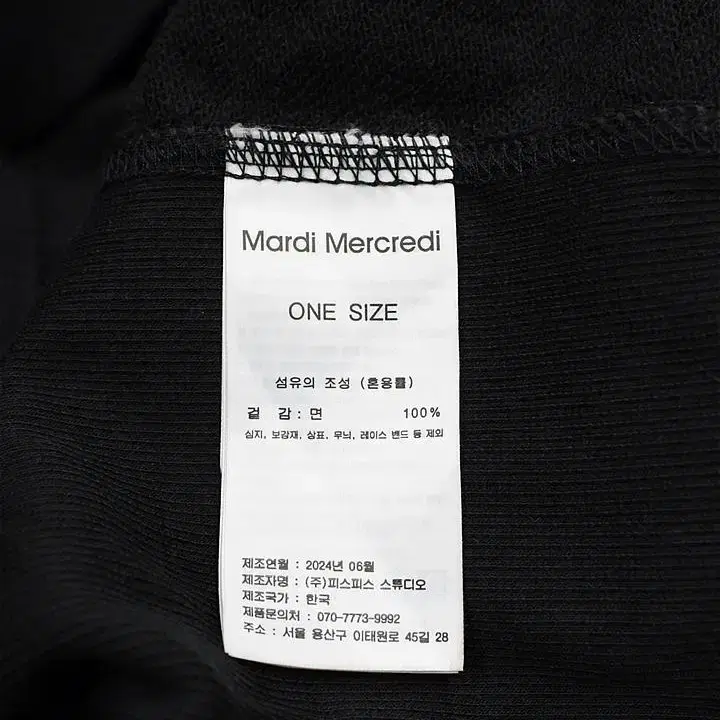 Mardi Mercredi
ONE SIZE
섬유의 조성 (혼용률)
겉 감 : 면 100%
심지, 보강재, 상표, 무늬, 레이스 밴드 등 제외
제조연월 : 2024년 06월
제조자명 : (주)피스피스 스튜디오
제조국가 : 한국
제품문의처 : 070-7773-9992
주소 : 서울 용산구 이태원로 45길 28